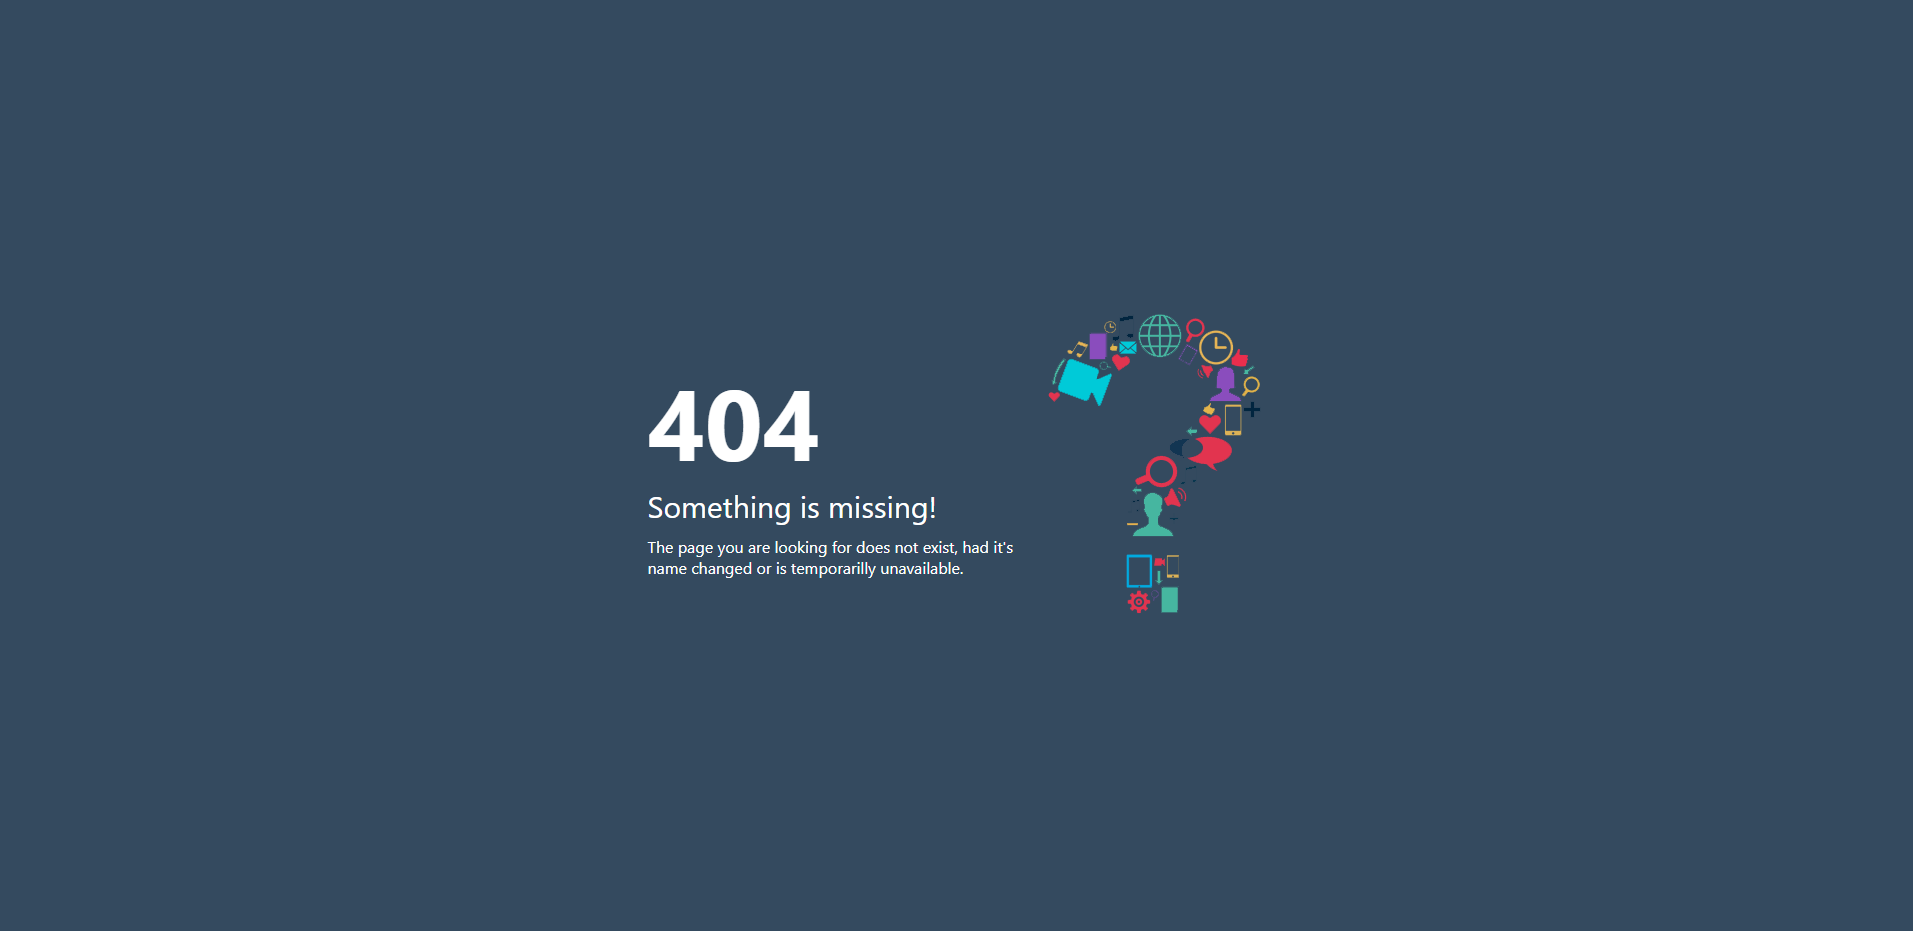 404
Something is missing!
The page you are looking for does not exist, had it's
name changed or is temporarilly unavailable.